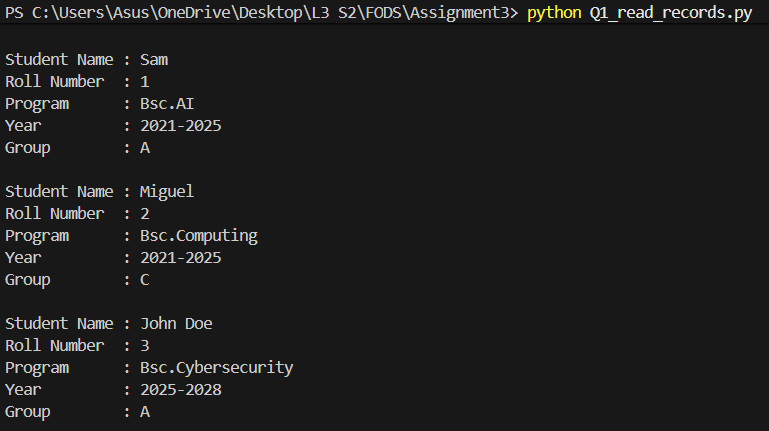 PS C:\Users\Asus\OneDrive\Desktop\L3 S2\FODS\Assignment3> python Q1_read_records.py
Student Name : Sam
Roll Number  : 1
Program      : Bsc.AI
Year         : 2021-2025
Group        : A
Student Name : Miguel
Roll Number  : 2
Program      : Bsc.Computing
Year         : 2021-2025
Group        : C
Student Name : John Doe
Roll Number  : 3
Program      : Bsc.Cybersecurity
Year         : 2025-2028
Group        : A